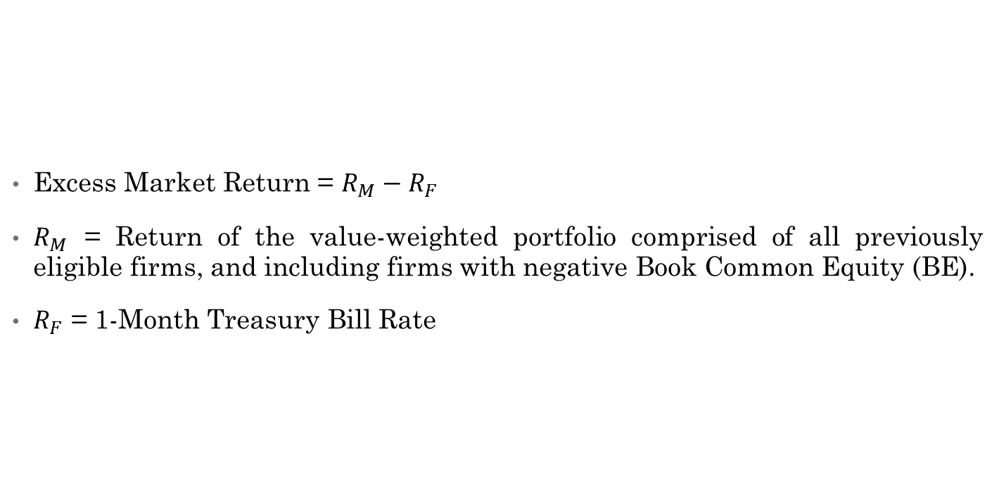 • Excess Market Return = R_M − R_F
• R_M = Return of the value-weighted portfolio comprised of all previously
eligible firms, and including firms with negative Book Common Equity (BE).
• R_F = 1-Month Treasury Bill Rate